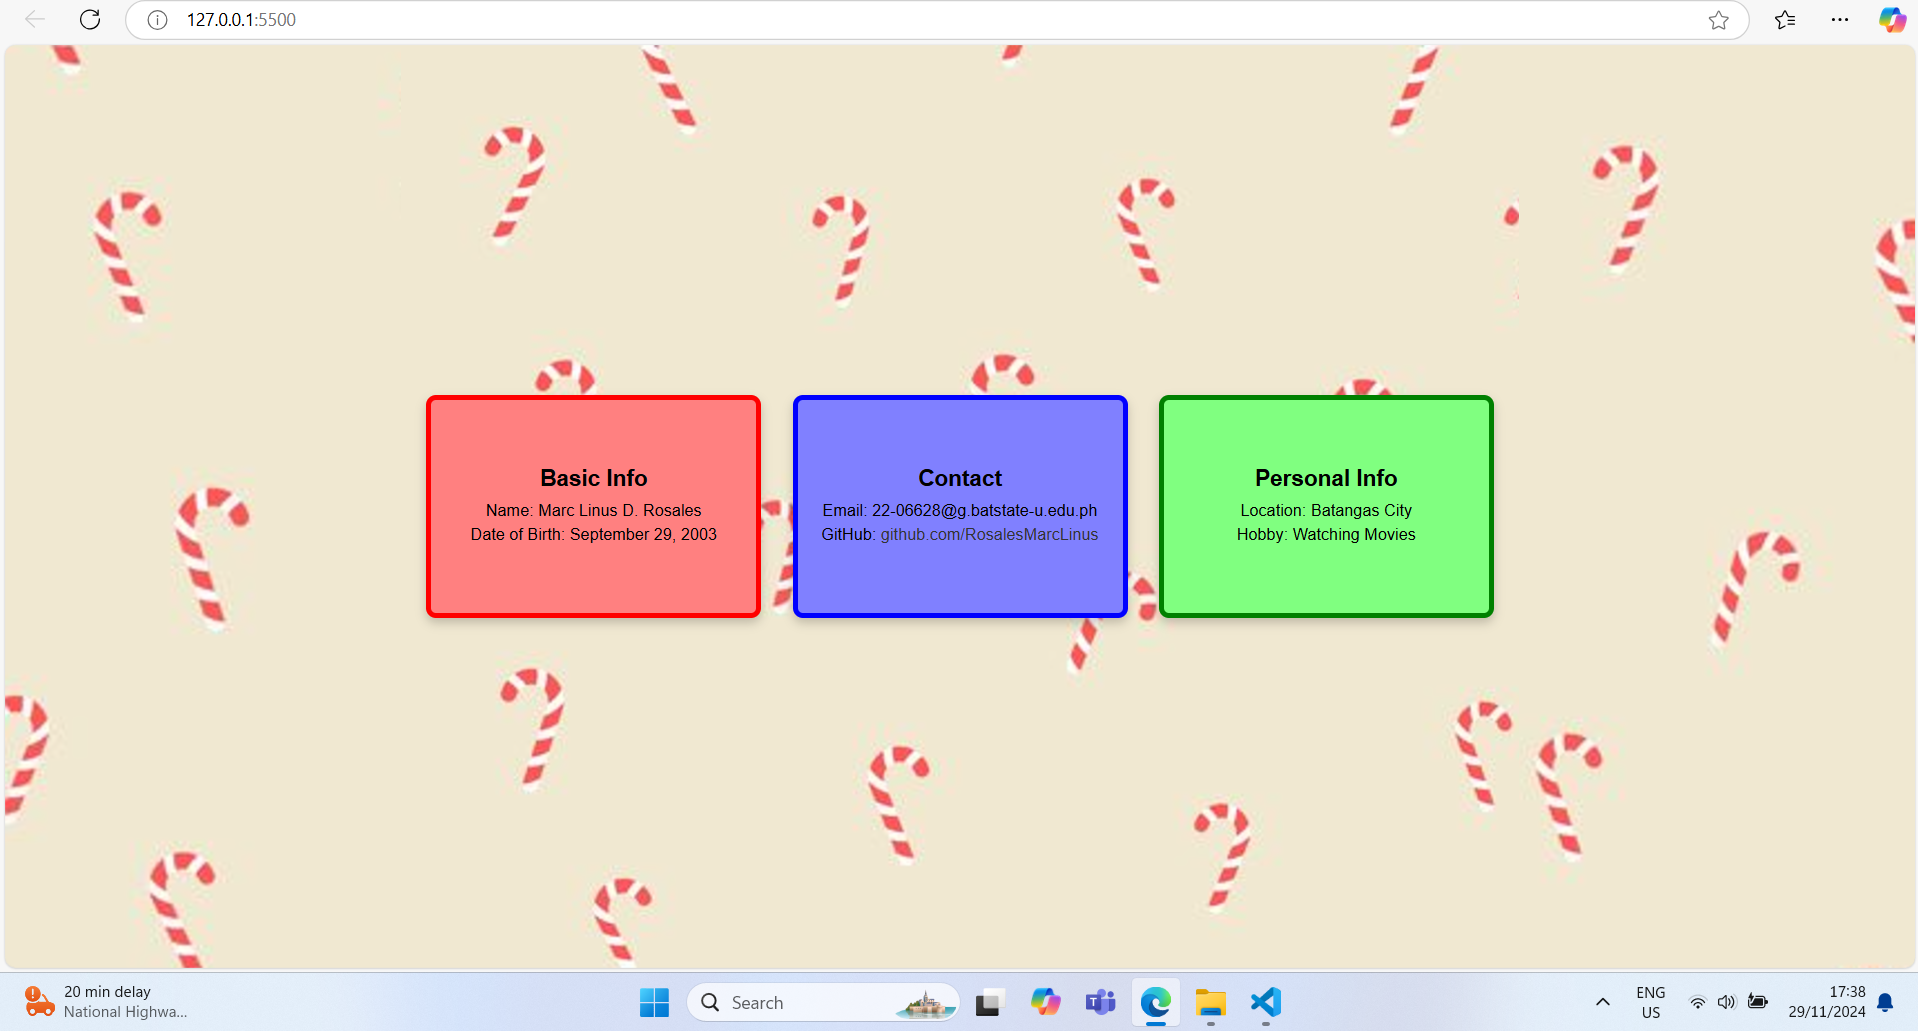 127.0.0.1:5500
Basic Info
Name: Marc Linus D. Rosales
Date of Birth: September 29, 2003
Contact
Email: 22-06628@g.batstate-u.edu.ph
GitHub: github.com/RosalesMarcLinus
Personal Info
Location: Batangas City
Hobby: Watching Movies
20 min delay
National Highwa...
Search
ENG
US
17:38
29/11/2024